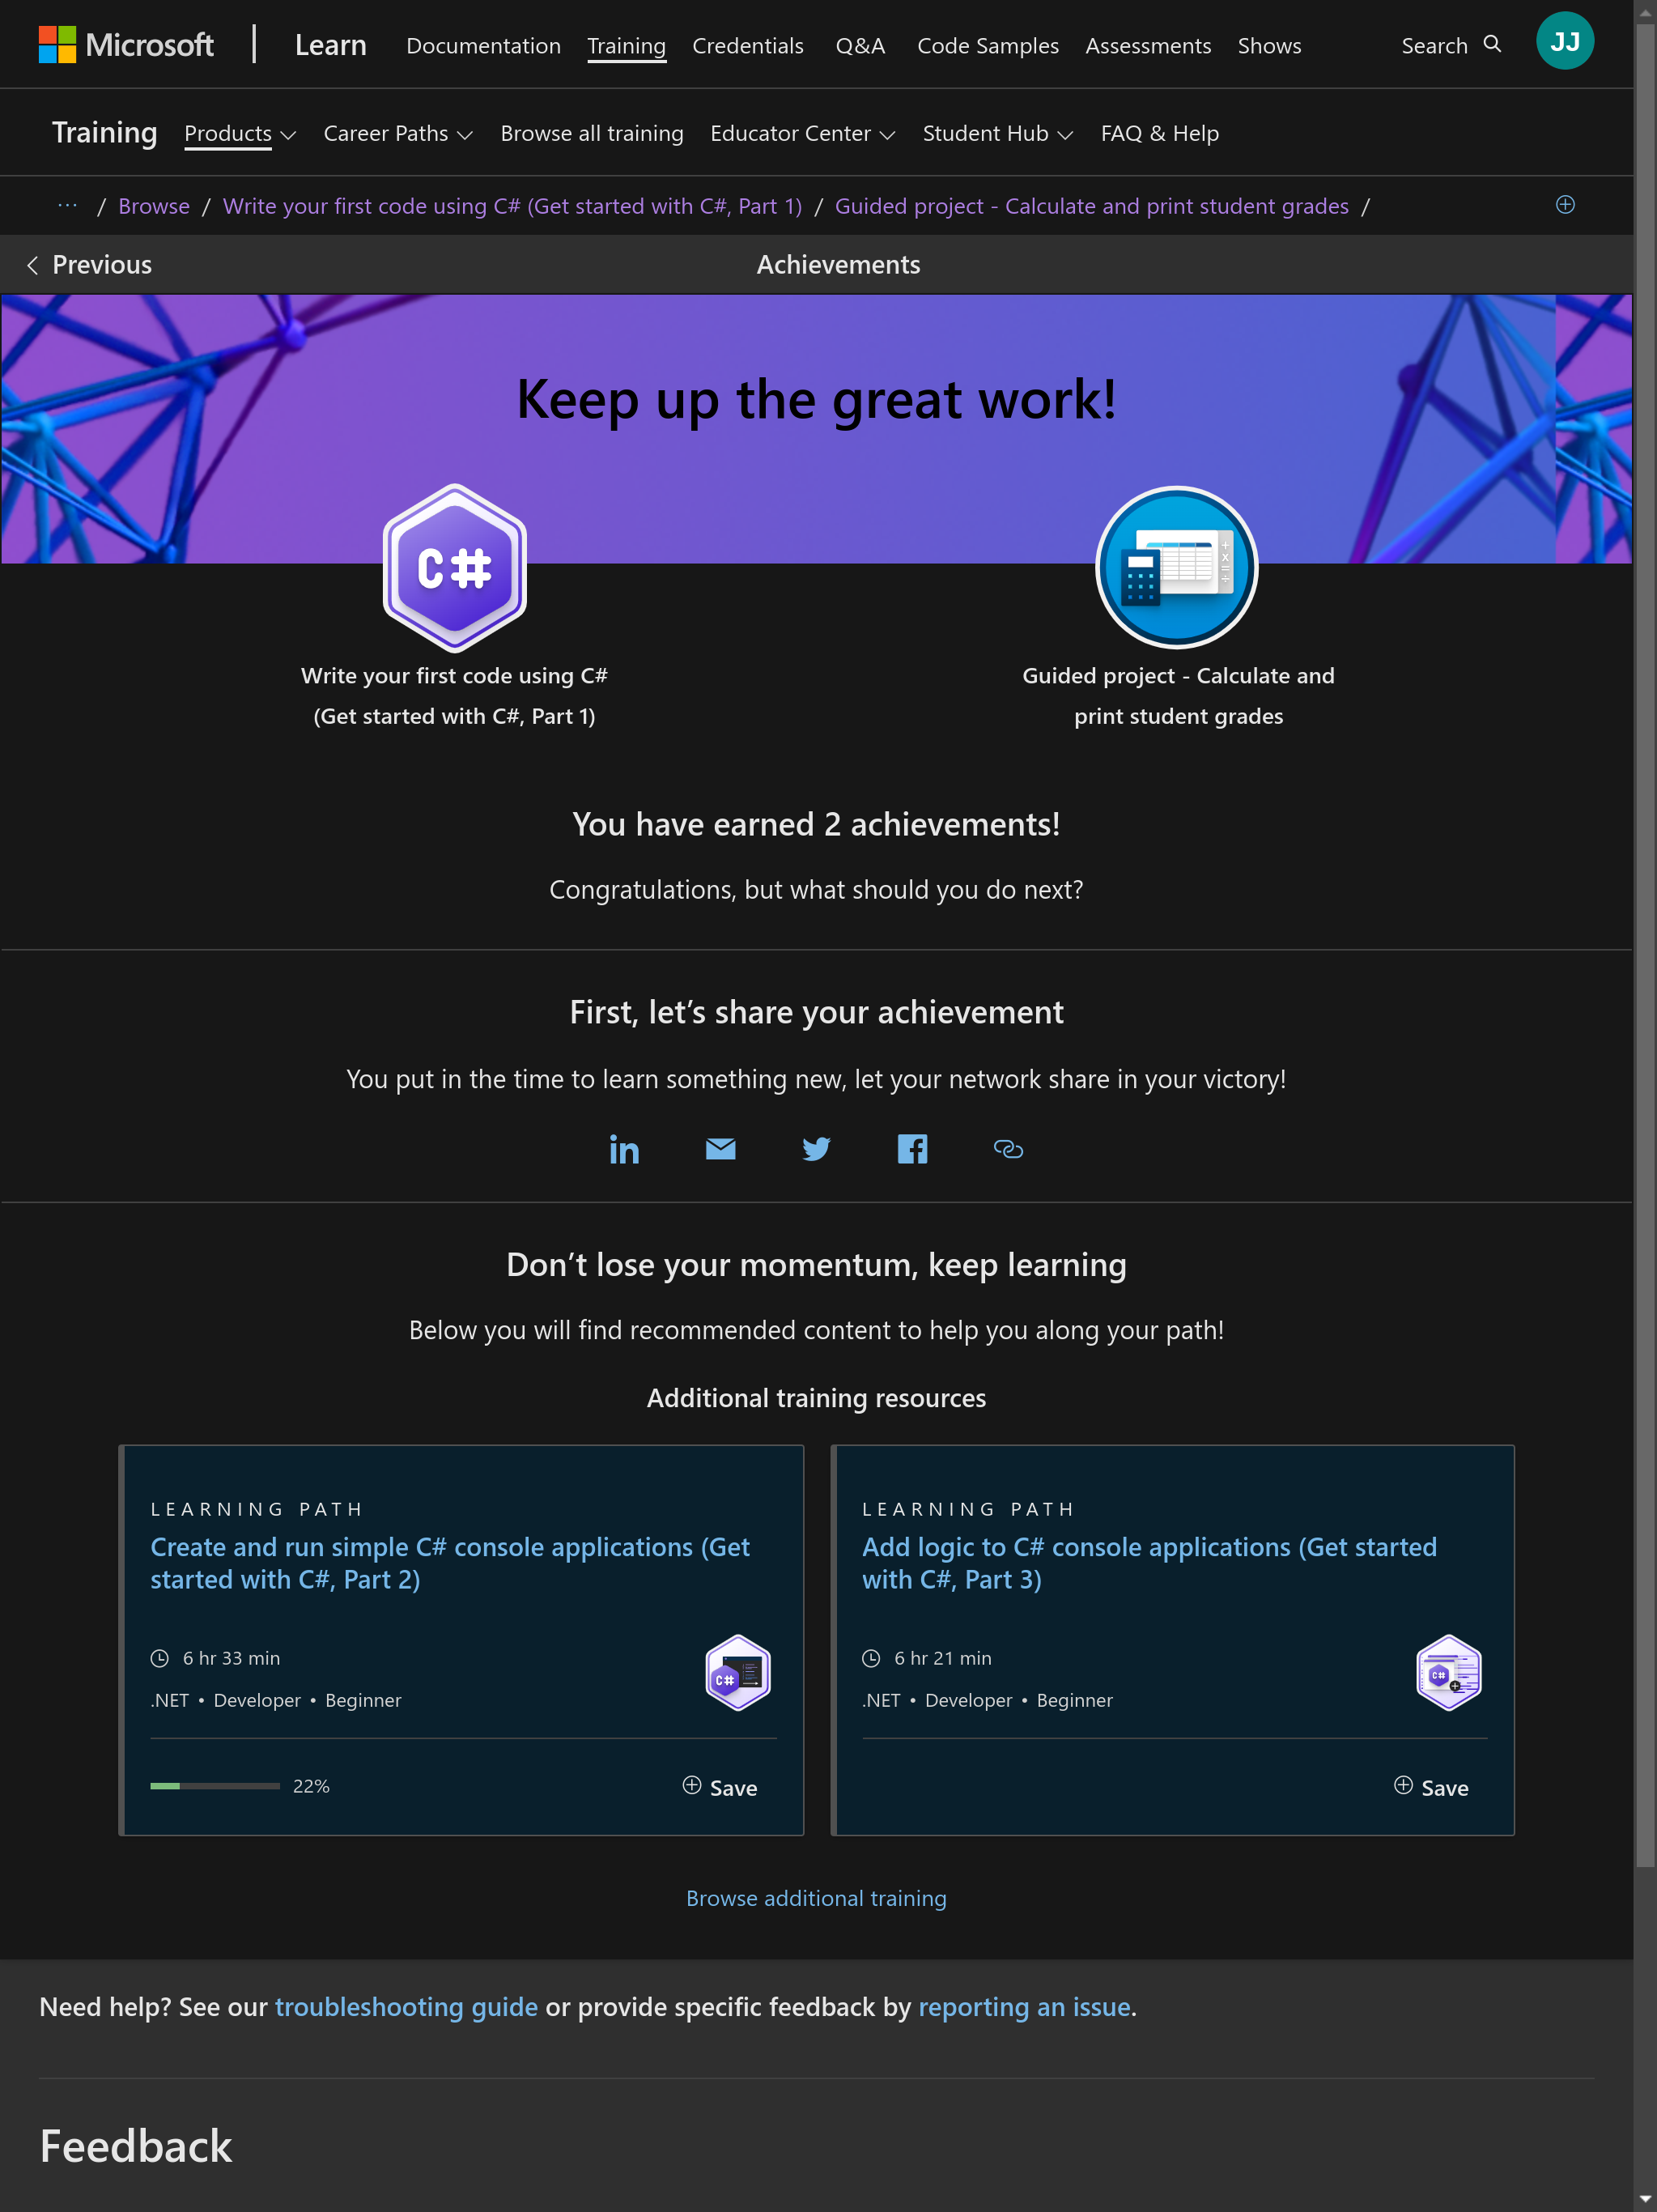 Microsoft | Learn Documentation Training Credentials Q&A Code Samples Assessments Shows Search JJ
Training Products Career Paths Browse all training Educator Center Student Hub FAQ & Help
··· / Browse / Write your first code using C# (Get started with C#, Part 1) / Guided project - Calculate and print student grades /
Previous Achievements
Keep up the great work!
C#
Write your first code using C#
(Get started with C#, Part 1)
Guided project - Calculate and
print student grades
You have earned 2 achievements!
Congratulations, but what should you do next?
First, let’s share your achievement
You put in the time to learn something new, let your network share in your victory!
Don’t lose your momentum, keep learning
Below you will find recommended content to help you along your path!
Additional training resources
LEARNING PATH
Create and run simple C# console applications (Get
started with C#, Part 2)
6 hr 33 min
C#
.NET • Developer • Beginner
22% Save
LEARNING PATH
Add logic to C# console applications (Get started
with C#, Part 3)
6 hr 21 min
C#
.NET • Developer • Beginner
Save
Browse additional training
Need help? See our troubleshooting guide or provide specific feedback by reporting an issue.
Feedback